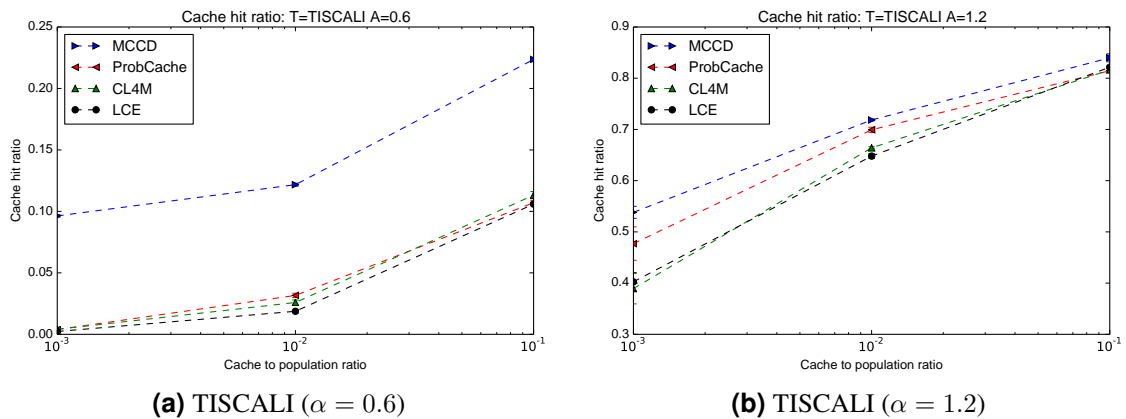 Cache hit ratio: T=TISCALI A=0.6
0.25
0.20
0.15
0.10
0.05
0.00
Cache hit ratio
MCCD
ProbCache
CL4M
LCE
10^-3
10^-2
10^-1
Cache to population ratio
(a) TISCALI (α = 0.6)
Cache hit ratio: T=TISCALI A=1.2
0.9
0.8
0.7
0.6
0.5
0.4
0.3
Cache hit ratio
MCCD
ProbCache
CL4M
LCE
10^-3
10^-2
10^-1
Cache to population ratio
(b) TISCALI (α = 1.2)